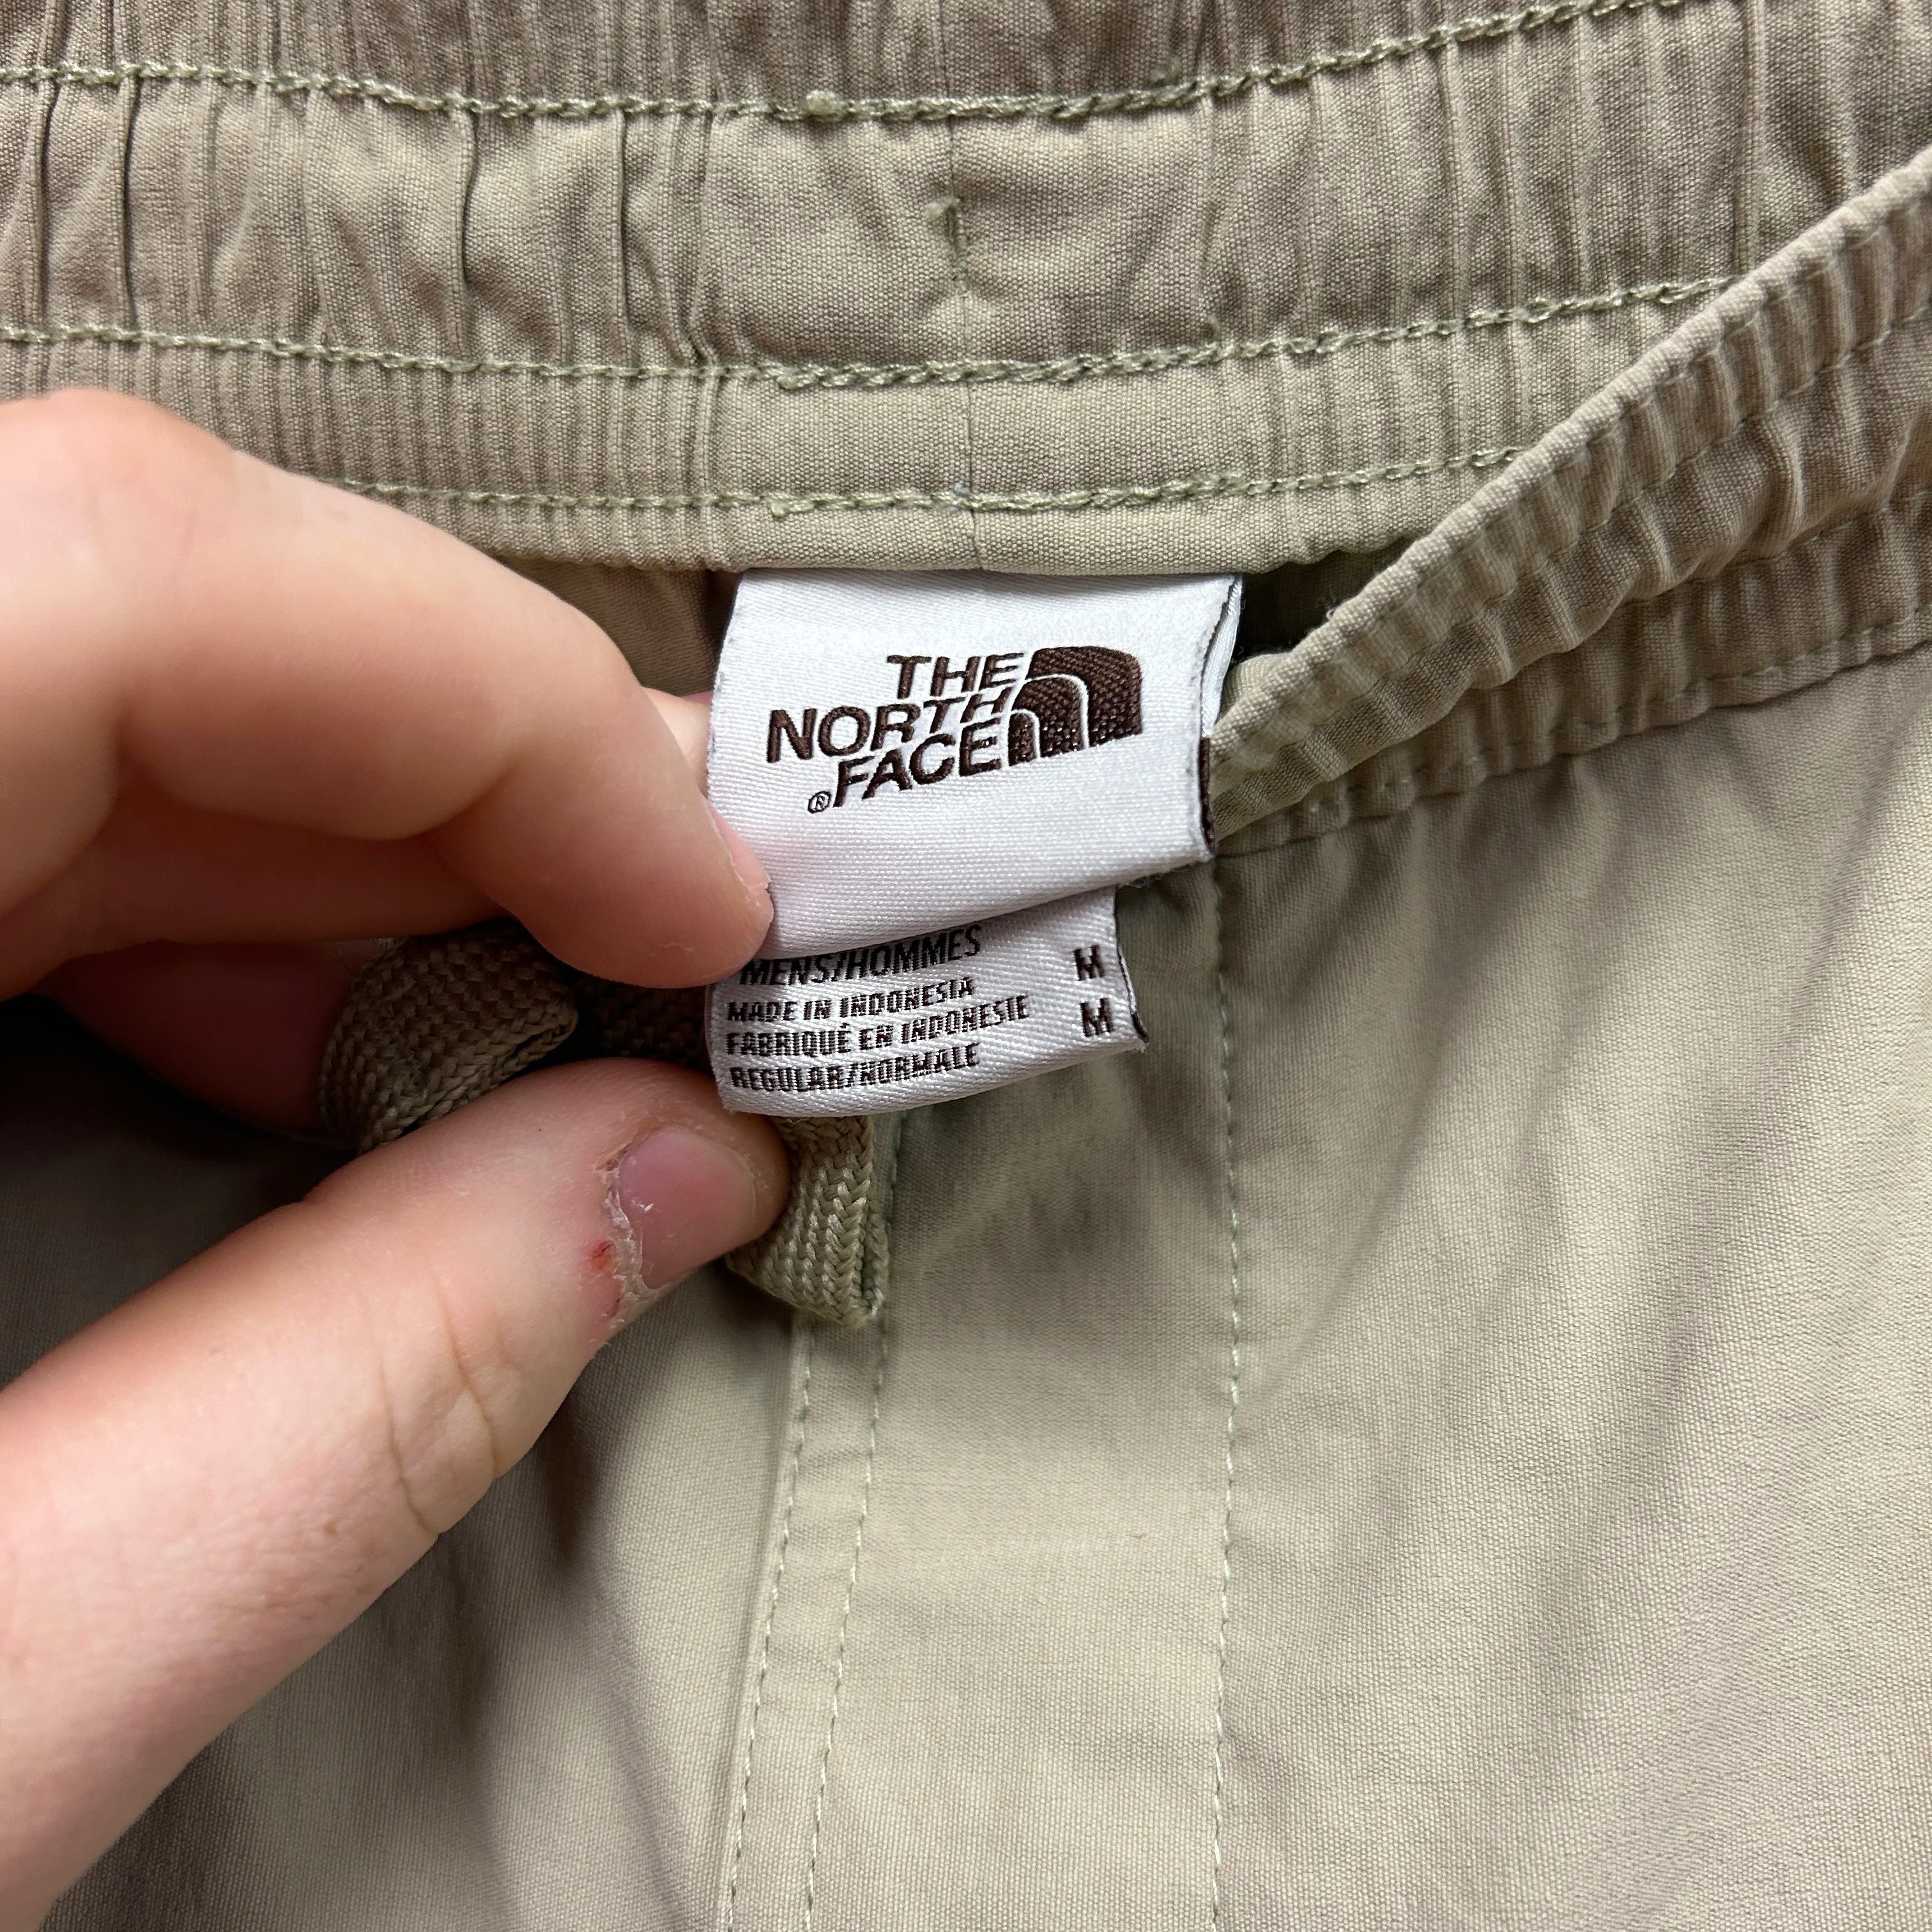 THE
NORTH
FACE
®
MENS/HOMMES M
MADE IN INDONESIA
FABRIQUÉ EN INDONESIE M
REGULAR/NORMALE